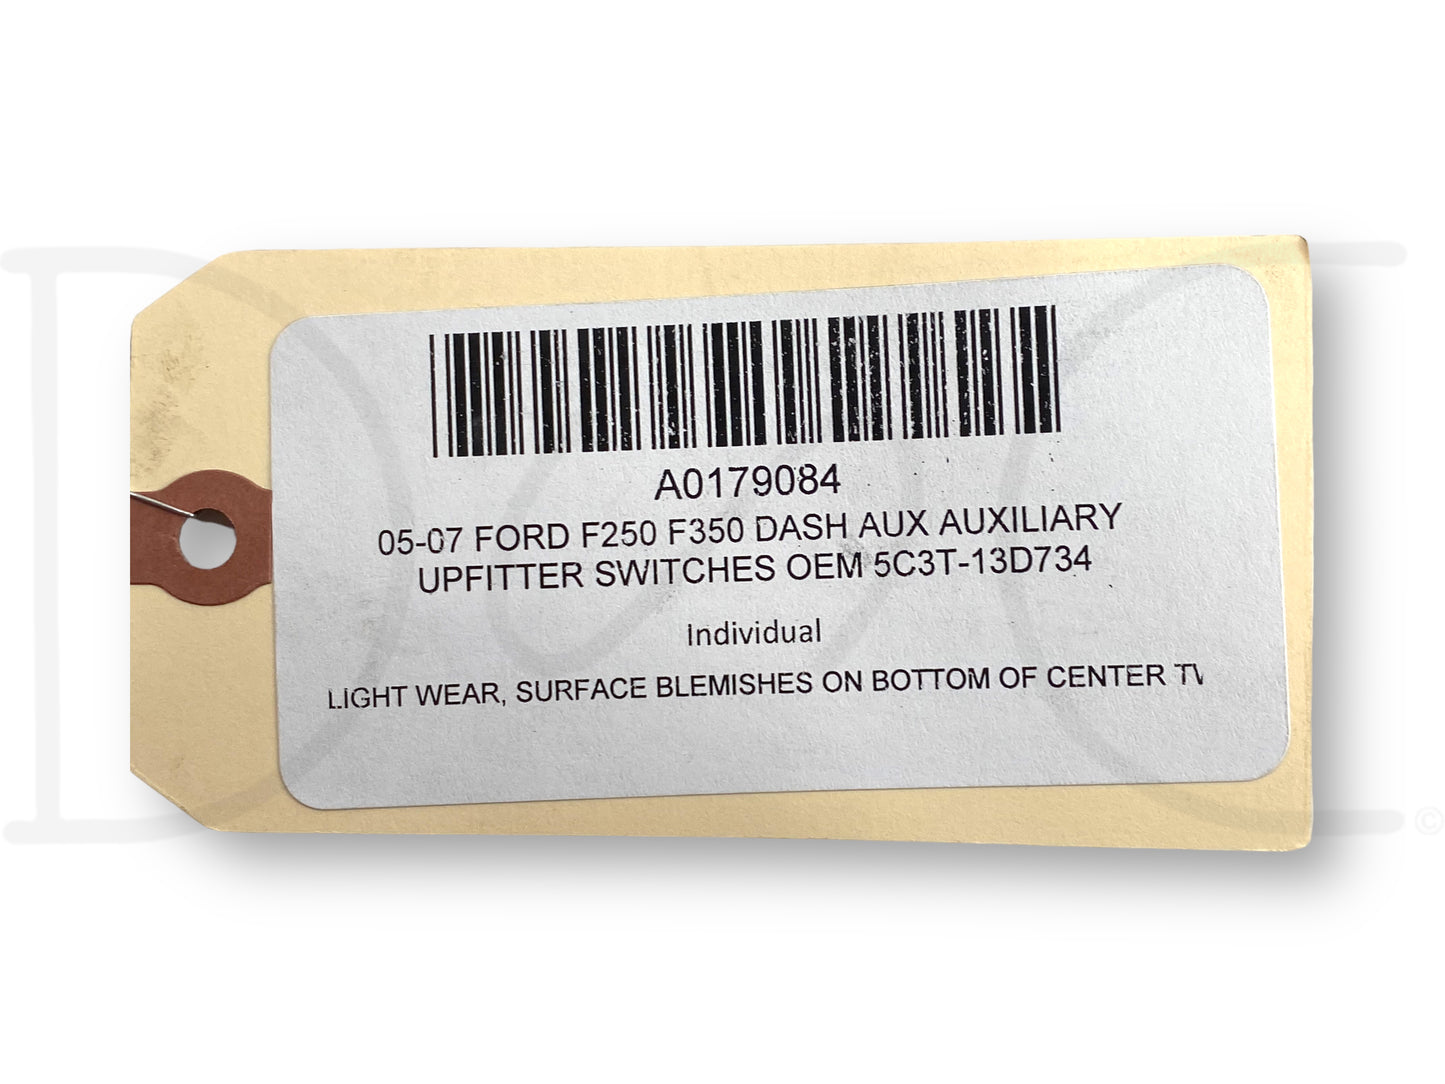 A0179084
05-07 FORD F250 F350 DASH AUX AUXILIARY
UPFITTER SWITCHES OEM 5C3T-13D734
Individual
LIGHT WEAR, SURFACE BLEMISHES ON BOTTOM OF CENTER
©